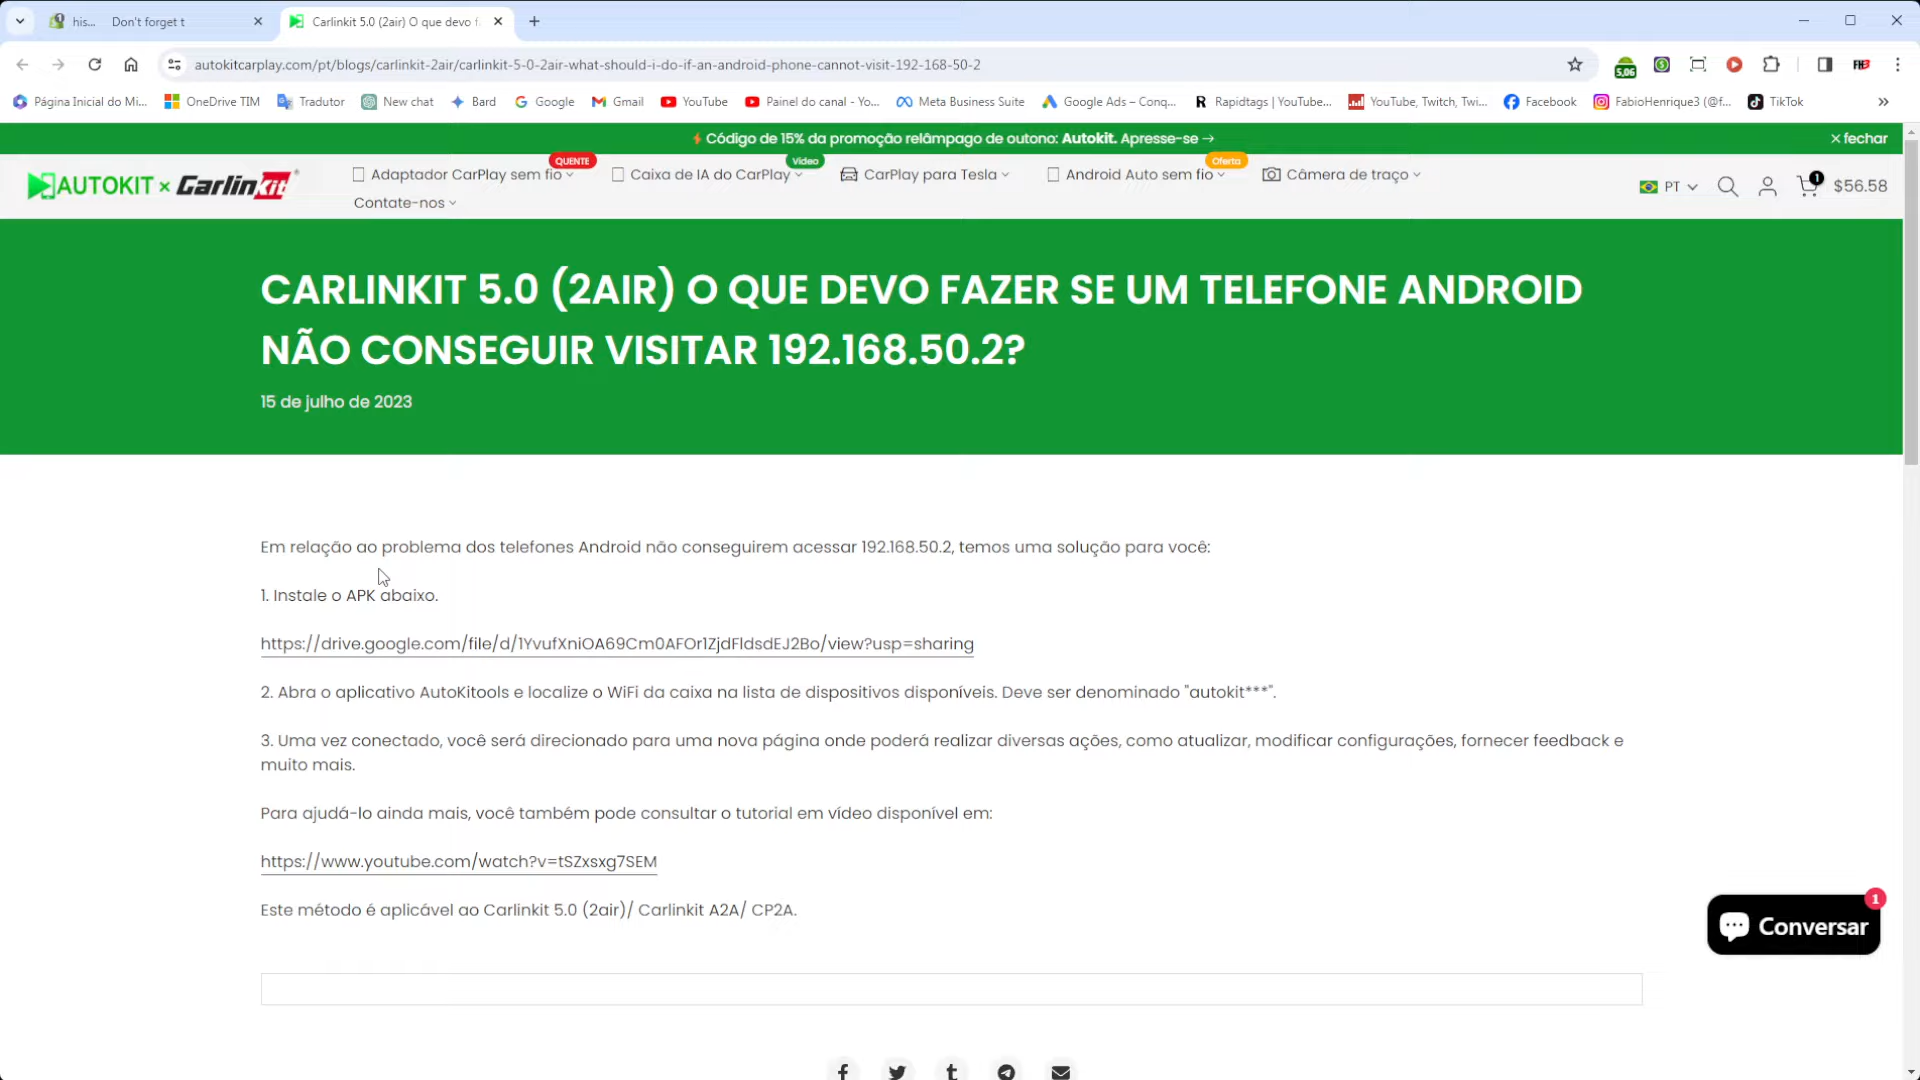 his... Don't forget t
Carlinkit 5.0 (2air) O que devo f
autokitcarplay.com/pt/blogs/carlinkit-2air/carlinkit-5-0-2air-what-should-i-do-if-an-android-phone-cannot-visit-192-168-50-2
5,06
FH3
Página Inicial do Mi...
OneDrive TIM
Tradutor
New chat
Bard
Google
Gmail
YouTube
Painel do canal - Yo...
Meta Business Suite
Google Ads – Conq...
Rapidtags | YouTube...
YouTube, Twitch, Twi...
Facebook
FabioHenrique3 (@f...
TikTok
Código de 15% da promoção relâmpago de outono: Autokit. Apresse-se →
× fechar
AUTOKIT × Carlinkit
Adaptador CarPlay sem fio
QUENTE
Caixa de IA do CarPlay
Vídeo
CarPlay para Tesla
Android Auto sem fio
Oferta
Câmera de traço
Contate-nos
PT
1
$56.58
CARLINKIT 5.0 (2AIR) O QUE DEVO FAZER SE UM TELEFONE ANDROID
NÃO CONSEGUIR VISITAR 192.168.50.2?
15 de julho de 2023
Em relação ao problema dos telefones Android não conseguirem acessar 192.168.50.2, temos uma solução para você:
1. Instale o APK abaixo.
https://drive.google.com/file/d/1YvufXniOA69Cm0AFOr1ZjdFldsdEJ2Bo/view?usp=sharing
2. Abra o aplicativo AutoKitools e localize o WiFi da caixa na lista de dispositivos disponíveis. Deve ser denominado "autokit***".
3. Uma vez conectado, você será direcionado para uma nova página onde poderá realizar diversas ações, como atualizar, modificar configurações, fornecer feedback e
muito mais.
Para ajudá-lo ainda mais, você também pode consultar o tutorial em vídeo disponível em:
https://www.youtube.com/watch?v=tSZxsxg7SEM
Este método é aplicável ao Carlinkit 5.0 (2air)/ Carlinkit A2A/ CP2A.
Conversar
1